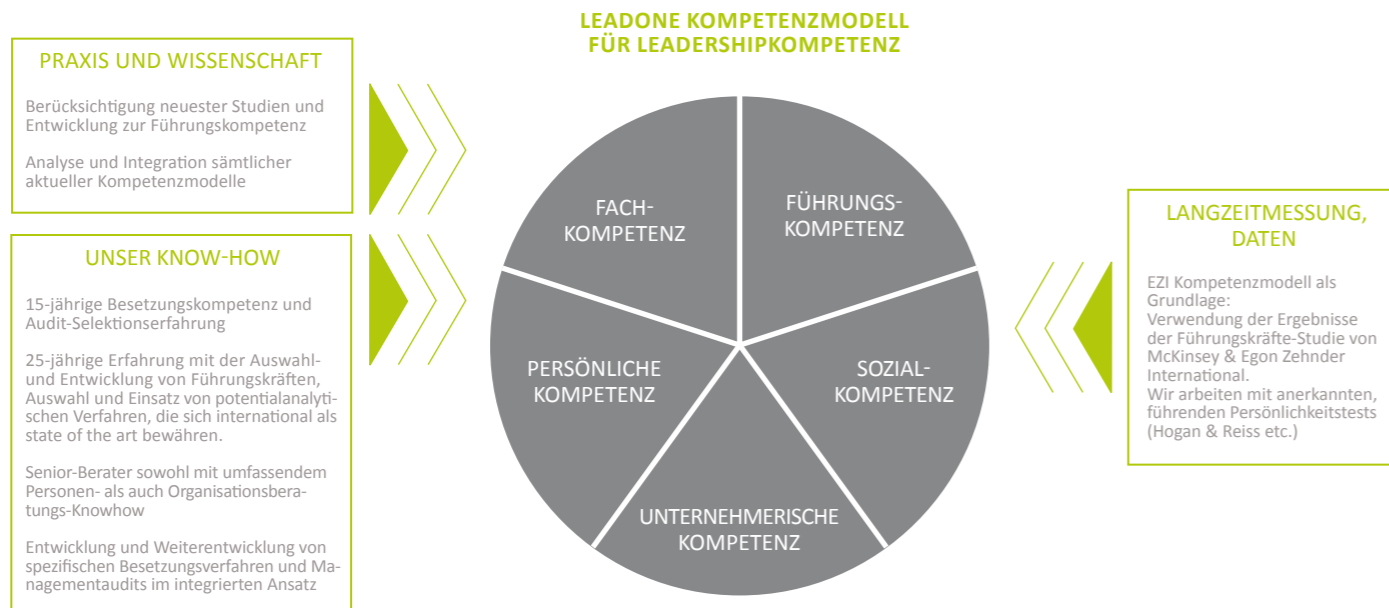 LEADONE KOMPETENZMODELL
FÜR LEADERSHIPKOMPETENZ
PRAXIS UND WISSENSCHAFT
Berücksichtigung neuester Studien und
Entwicklung zur Führungskompetenz
Analyse und Integration sämtlicher
aktueller Kompetenzmodelle
UNSER KNOW-HOW
15-jährige Besetzungskompetenz und
Audit-Selektionserfahrung
25-jährige Erfahrung mit der Auswahl-
und Entwicklung von Führungskräften,
Auswahl und Einsatz von potentialanalyti-
schen Verfahren, die sich international als
state of the art bewähren.
Senior-Berater sowohl mit umfassendem
Personen- als auch Organisationsbera-
tungs-Knowhow
Entwicklung und Weiterentwicklung von
spezifischen Besetzungsverfahren und Ma-
nagementaudits im integrierten Ansatz
FACH-
KOMPETENZ
FÜHRUNGS-
KOMPETENZ
PERSÖNLICHE
KOMPETENZ
SOZIAL-
KOMPETENZ
UNTERNEHMERISCHE
KOMPETENZ
LANGZEITMESSUNG,
DATEN
EZI Kompetenzmodell als
Grundlage:
Verwendung der Ergebnisse
der Führungskräfte-Studie von
McKinsey & Egon Zehnder
International.
Wir arbeiten mit anerkannten,
führenden Persönlichkeitstests
(Hogan & Reiss etc.)